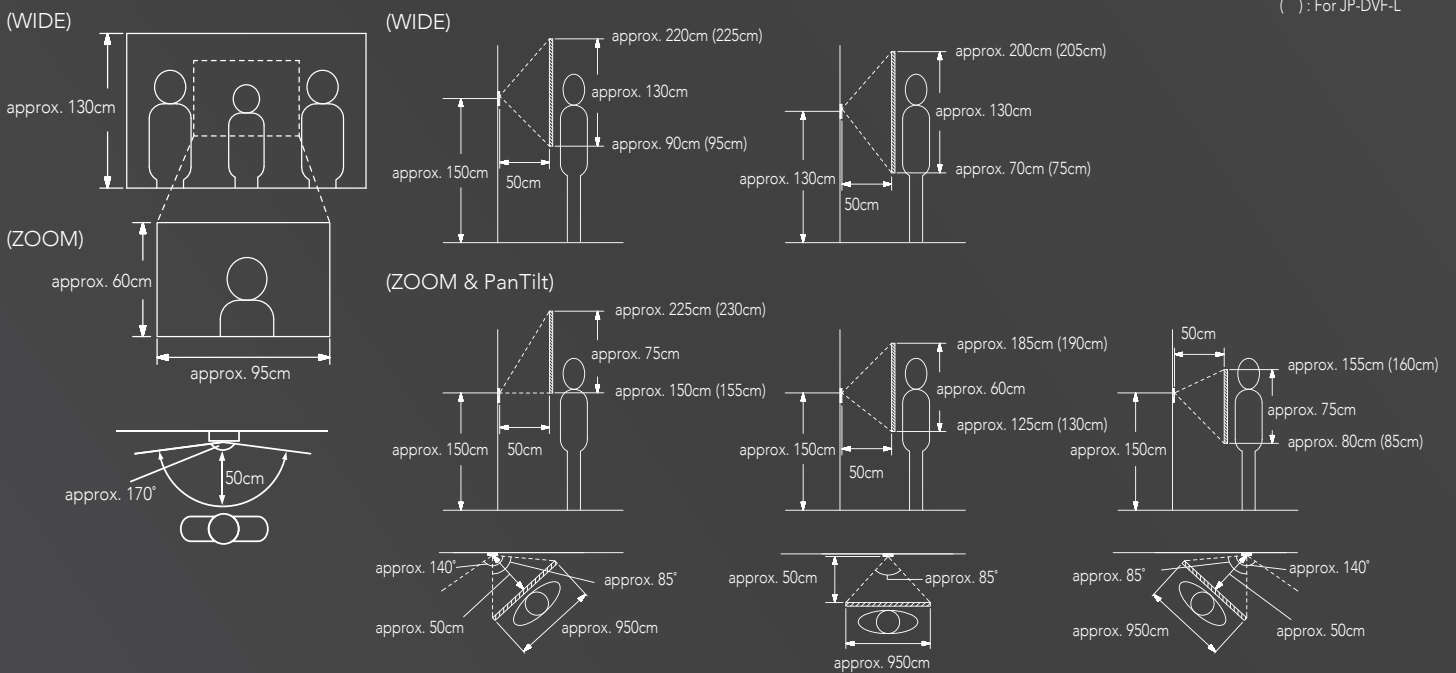 ( ) : For JP-DVF-L
(WIDE)
approx. 130cm
(ZOOM)
approx. 60cm
approx. 95cm
approx. 170°
50cm
(WIDE)
approx. 220cm (225cm)
approx. 130cm
approx. 90cm (95cm)
approx. 150cm
50cm
approx. 200cm (205cm)
approx. 130cm
approx. 70cm (75cm)
approx. 130cm
50cm
(ZOOM & PanTilt)
approx. 225cm (230cm)
approx. 75cm
approx. 150cm (155cm)
approx. 150cm
50cm
approx. 185cm (190cm)
approx. 60cm
approx. 125cm (130cm)
approx. 150cm
50cm
50cm
approx. 155cm (160cm)
approx. 75cm
approx. 80cm (85cm)
approx. 150cm
approx. 140°
approx. 85°
approx. 50cm
approx. 950cm
approx. 50cm
approx. 85°
approx. 950cm
approx. 85°
approx. 140°
approx. 950cm
approx. 50cm